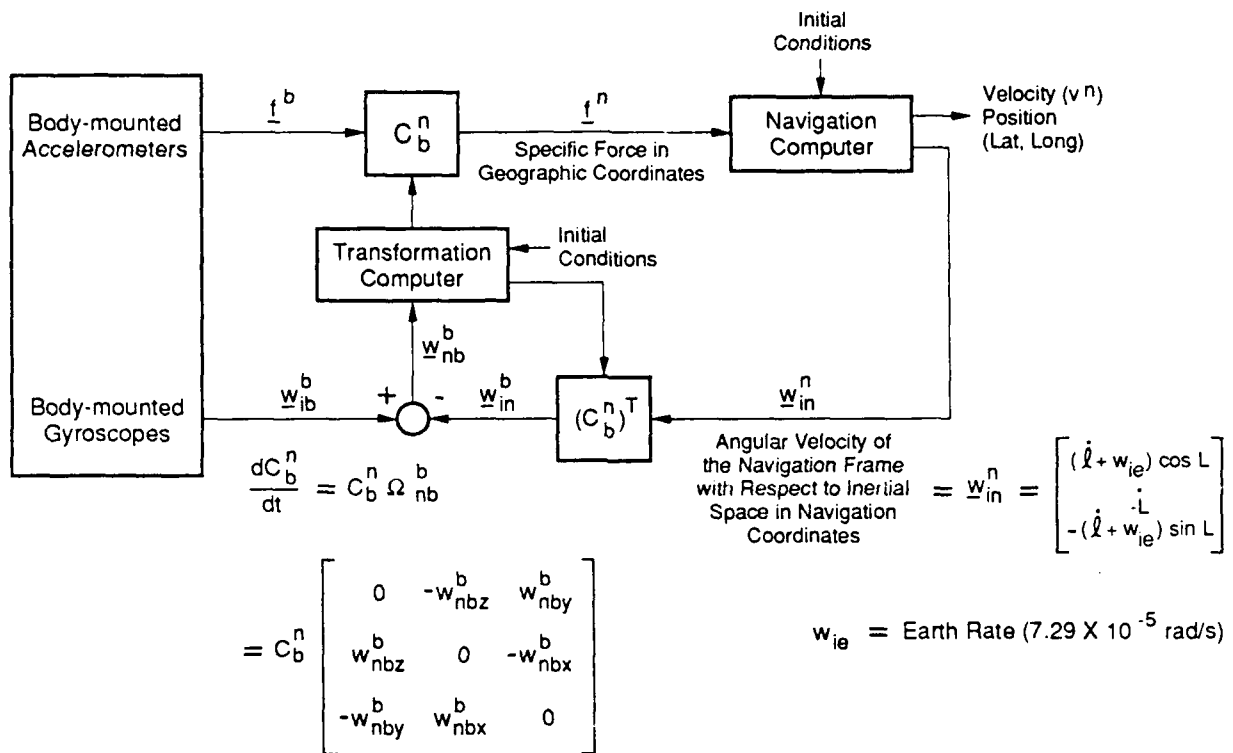 Initial
Conditions
Body-mounted
Accelerometers
f^b
C_b^n
f^n
Specific Force in
Geographic Coordinates
Navigation
Computer
Velocity (v^n)
Position
(Lat, Long)
Transformation
Computer
Initial
Conditions
w_nb^b
Body-mounted
Gyroscopes
w_ib^b
+
-
w_in^b
(C_b^n)^T
w_in^n
Angular Velocity of
the Navigation Frame
with Respect to Inertial
Space in Navigation
Coordinates
= w_in^n =
(l̇ + w_ie) cos L
-L̇
-(l̇ + w_ie) sin L
dC_b^n/dt = C_b^n Ω_nb^b
= C_b^n
0 -w_nbz^b w_nby^b
w_nbz^b 0 -w_nbx^b
-w_nby^b w_nbx^b 0
w_ie = Earth Rate (7.29 X 10^-5 rad/s)